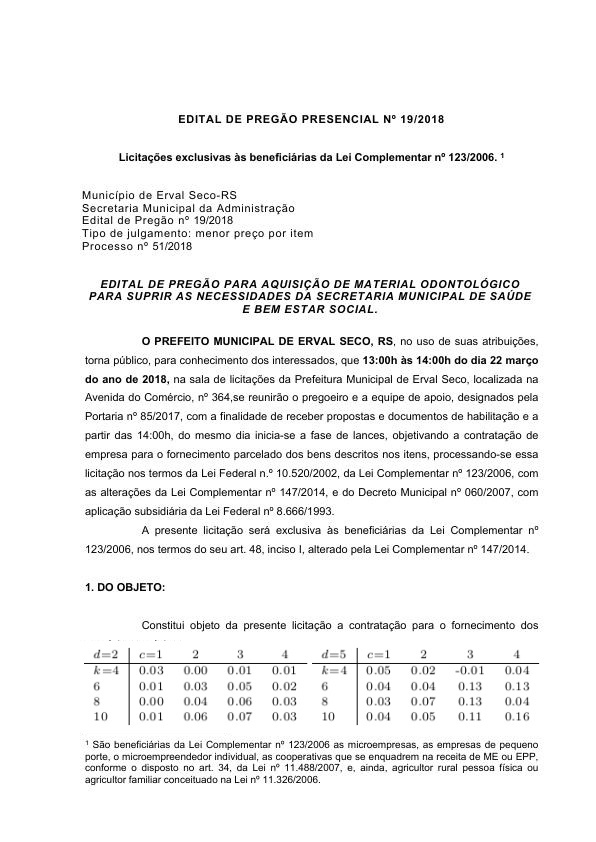 EDITAL DE PREGÃO PRESENCIAL Nº 19/2018
Licitações exclusivas às beneficiárias da Lei Complementar nº 123/2006. 1
Município de Erval Seco-RS
Secretaria Municipal da Administração
Edital de Pregão nº 19/2018
Tipo de julgamento: menor preço por item
Processo nº 51/2018
EDITAL DE PREGÃO PARA AQUISIÇÃO DE MATERIAL ODONTOLÓGICO
PARA SUPRIR AS NECESSIDADES DA SECRETARIA MUNICIPAL DE SAÚDE
E BEM ESTAR SOCIAL.
O PREFEITO MUNICIPAL DE ERVAL SECO, RS, no uso de suas atribuições,
torna público, para conhecimento dos interessados, que 13:00h às 14:00h do dia 22 março
do ano de 2018, na sala de licitações da Prefeitura Municipal de Erval Seco, localizada na
Avenida do Comércio, nº 364,se reunirão o pregoeiro e a equipe de apoio, designados pela
Portaria nº 85/2017, com a finalidade de receber propostas e documentos de habilitação e a
partir das 14:00h, do mesmo dia inicia-se a fase de lances, objetivando a contratação de
empresa para o fornecimento parcelado dos bens descritos nos itens, processando-se essa
licitação nos termos da Lei Federal n.º 10.520/2002, da Lei Complementar nº 123/2006, com
as alterações da Lei Complementar nº 147/2014, e do Decreto Municipal nº 060/2007, com
aplicação subsidiária da Lei Federal nº 8.666/1993.
A presente licitação será exclusiva às beneficiárias da Lei Complementar nº
123/2006, nos termos do seu art. 48, inciso I, alterado pela Lei Complementar nº 147/2014.
1. DO OBJETO:
Constitui objeto da presente licitação a contratação para o fornecimento dos
d=2 c=1 2 3 4 d=5 c=1 2 3 4
k=4 0.03 0.00 0.01 0.01 k=4 0.05 0.02 -0.01 0.04
6 0.01 0.03 0.05 0.02 6 0.04 0.04 0.13 0.13
8 0.00 0.04 0.06 0.03 8 0.03 0.07 0.13 0.04
10 0.01 0.06 0.07 0.03 10 0.04 0.05 0.11 0.16
1 São beneficiárias da Lei Complementar nº 123/2006 as microempresas, as empresas de pequeno
porte, o microempreendedor individual, as cooperativas que se enquadrem na receita de ME ou EPP,
conforme o disposto no art. 34, da Lei nº 11.488/2007, e, ainda, agricultor rural pessoa física ou
agricultor familiar conceituado na Lei nº 11.326/2006.